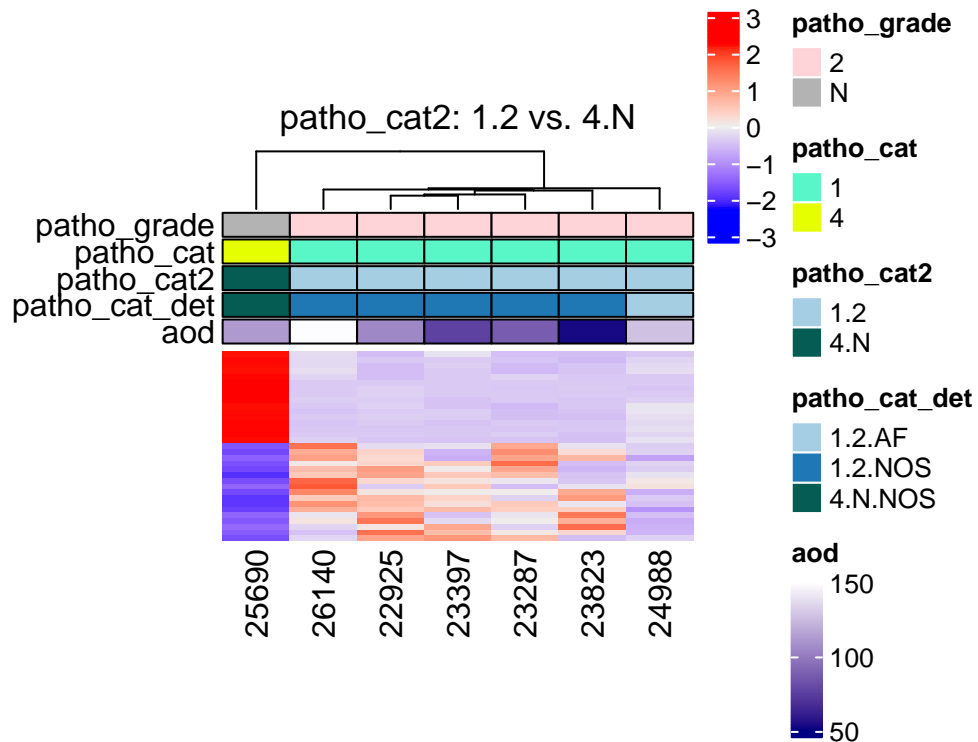 patho_cat2: 1.2 vs. 4.N
patho_grade
patho_cat
patho_cat2
patho_cat_det
aod
25690
26140
22925
23397
23287
23823
24988
3
2
1
0
−1
−2
−3
patho_grade
2
N
patho_cat
1
4
patho_cat2
1.2
4.N
patho_cat_det
1.2.AF
1.2.NOS
4.N.NOS
aod
150
100
50